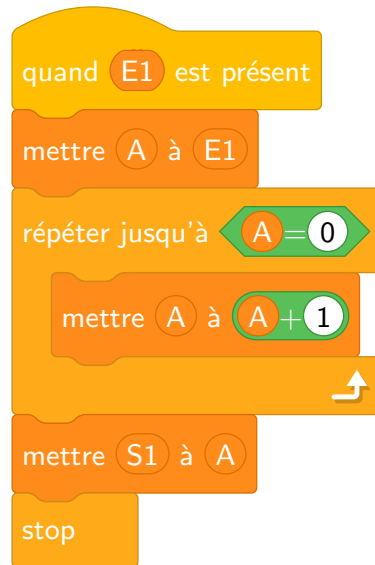 quand E1 est présent
mettre A à E1
répéter jusqu'à A=0
mettre A à A+1
mettre S1 à A
stop